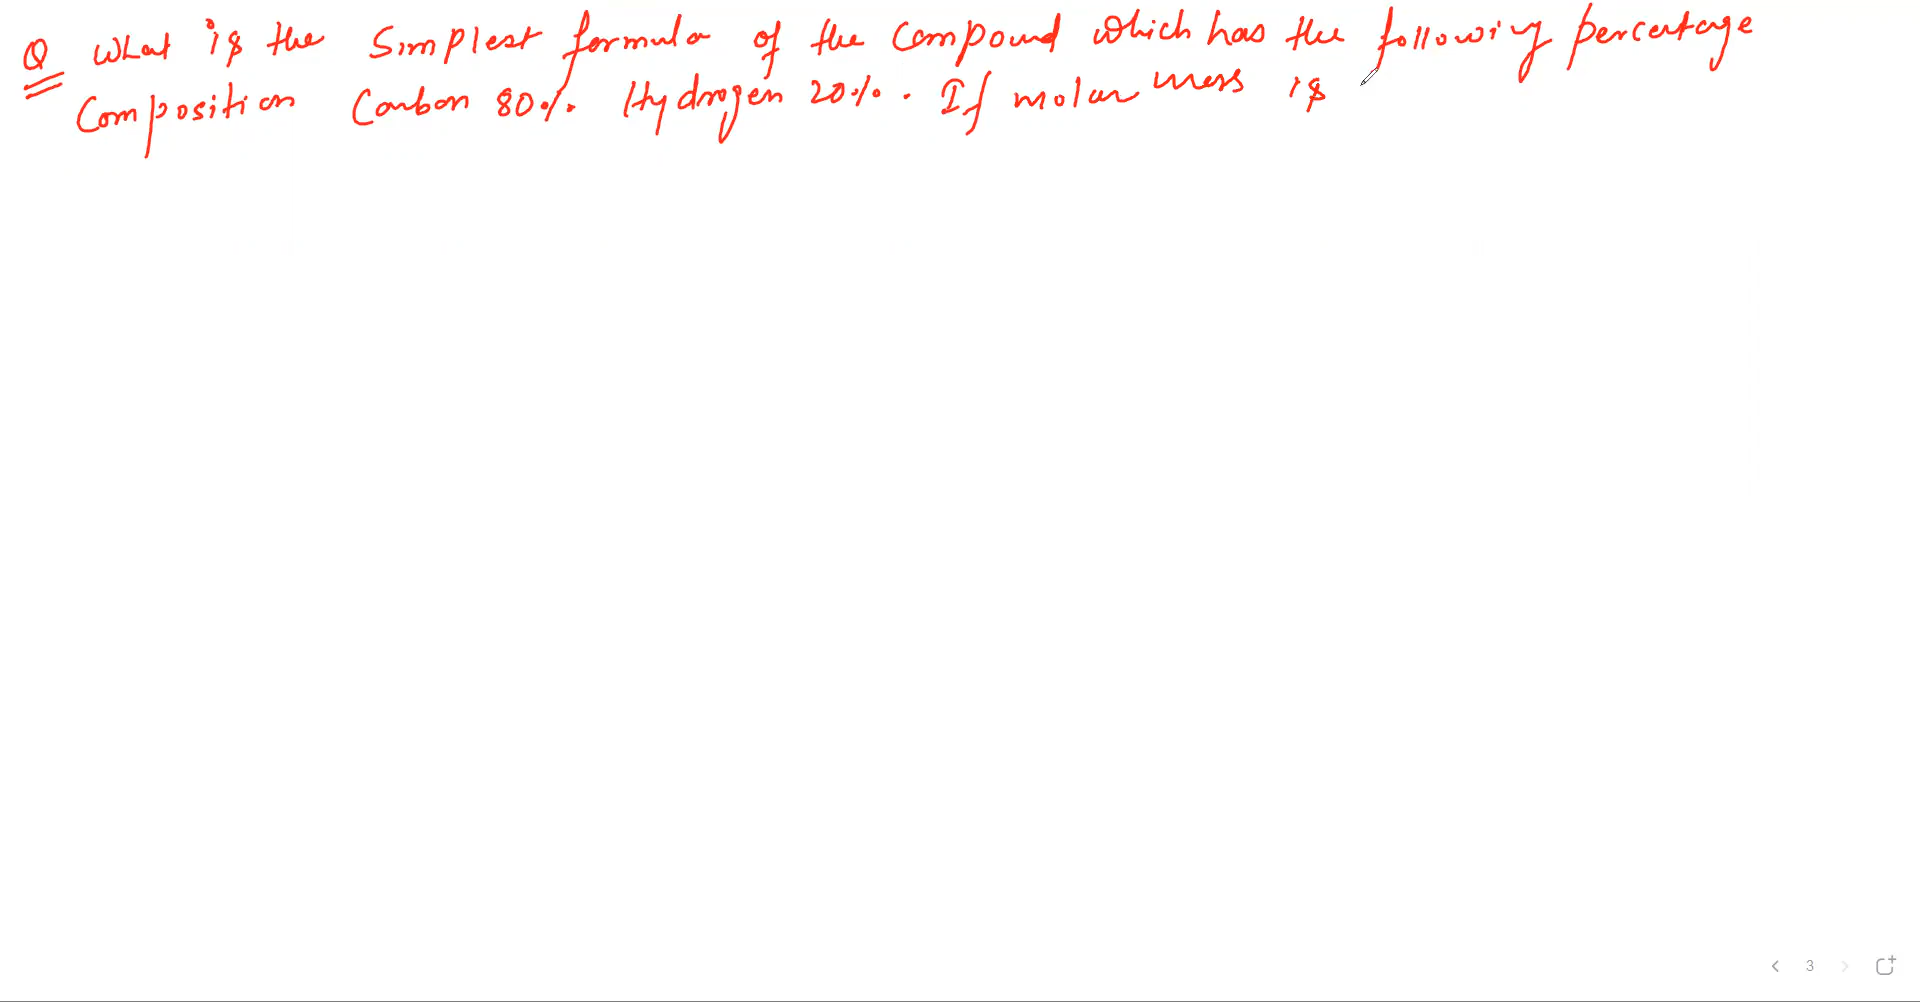 Q What is the Simplest formula of the Compound which has the following percentage
Composition Carbon 80% Hydrogen 20%. If molar mass is
3